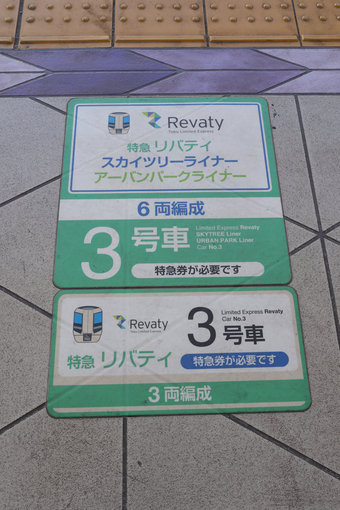 Revaty
Tobu Limited Express
特急 リバティ
スカイツリーライナー
アーバンパークライナー
6両編成
3号車
Limited Express Revaty
SKYTREE Liner
URBAN PARK Liner
Car No.3
特急券が必要です
Revaty
Tobu Limited Express
特急 リバティ
3号車
Limited Express Revaty
Car No.3
特急券が必要です
3両編成